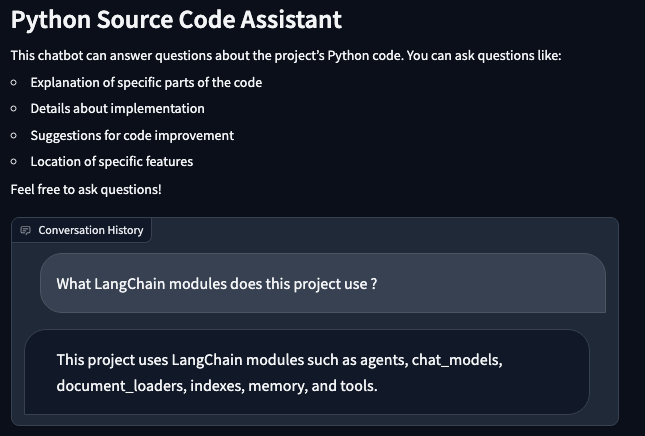 Python Source Code Assistant
This chatbot can answer questions about the project’s Python code. You can ask questions like:
Explanation of specific parts of the code
Details about implementation
Suggestions for code improvement
Location of specific features
Feel free to ask questions!
Conversation History
What LangChain modules does this project use ?
This project uses LangChain modules such as agents, chat_models,
document_loaders, indexes, memory, and tools.